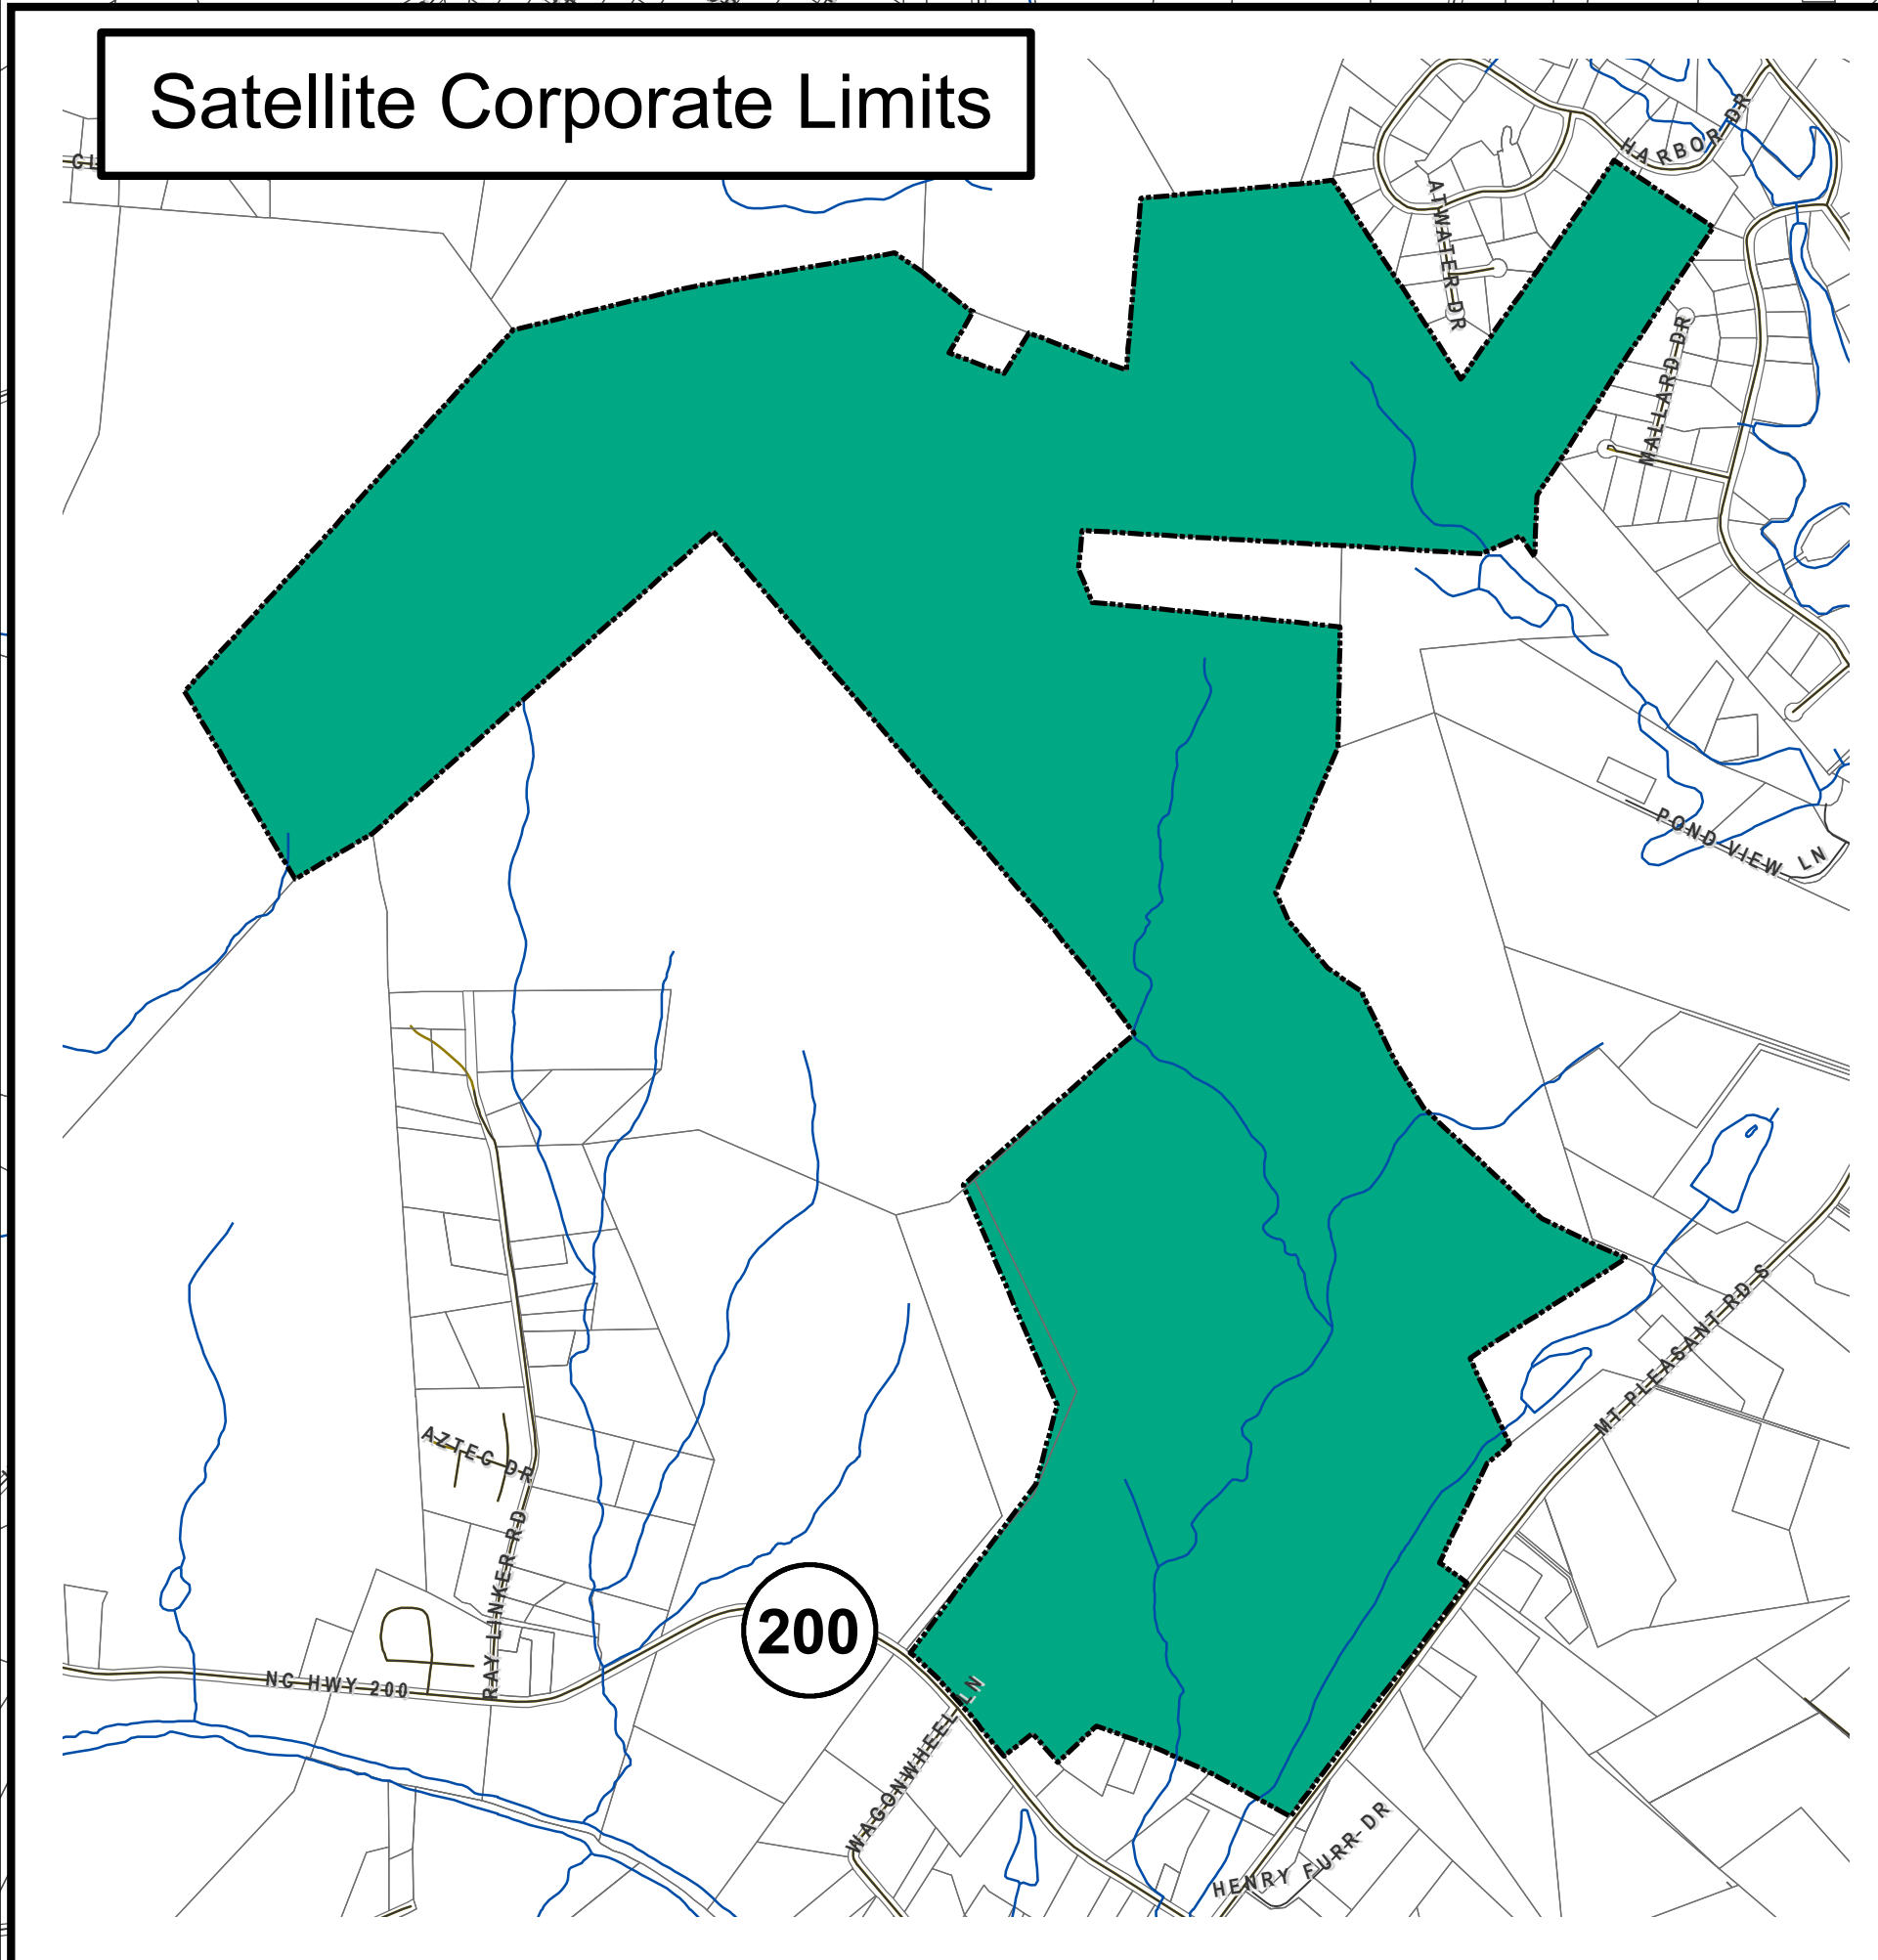 Satellite Corporate Limits
HARBOR DR
ATWATER DR
MALLARD DR
POND VIEW LN
MT PLEASANT RD S
AZTEC DR
RAY LINKER RD
200
NC HWY 200
WAGONWHEEL LN
HENRY FURR DR